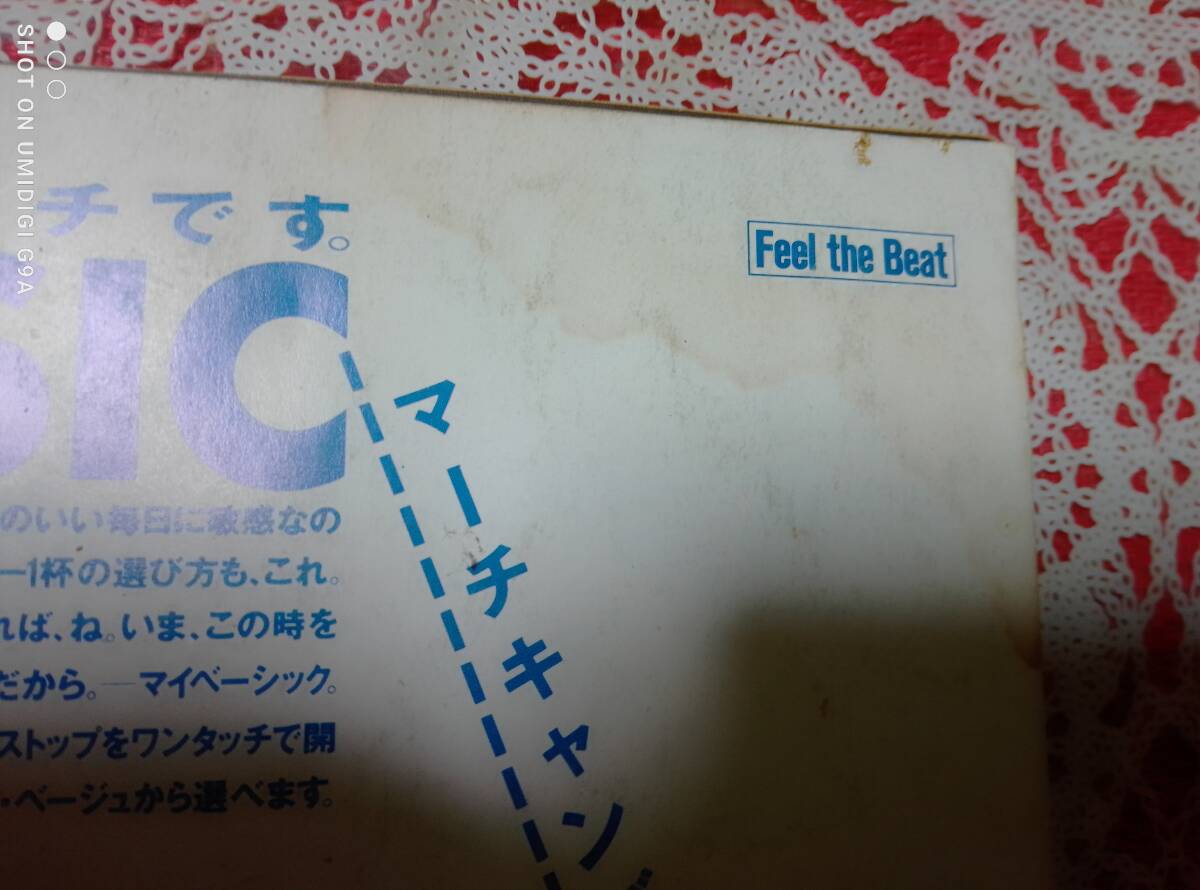 SHOT ON UMIDIGI G9A
チです。
SIC
Feel the Beat
マーチキャン
のいい毎日に敏感なの
ー1杯の選び方も、これ。
れば、ね。いま、この時を
だから。—マイベーシック。
ストップをワンタッチで開
・ベージュから選べます。